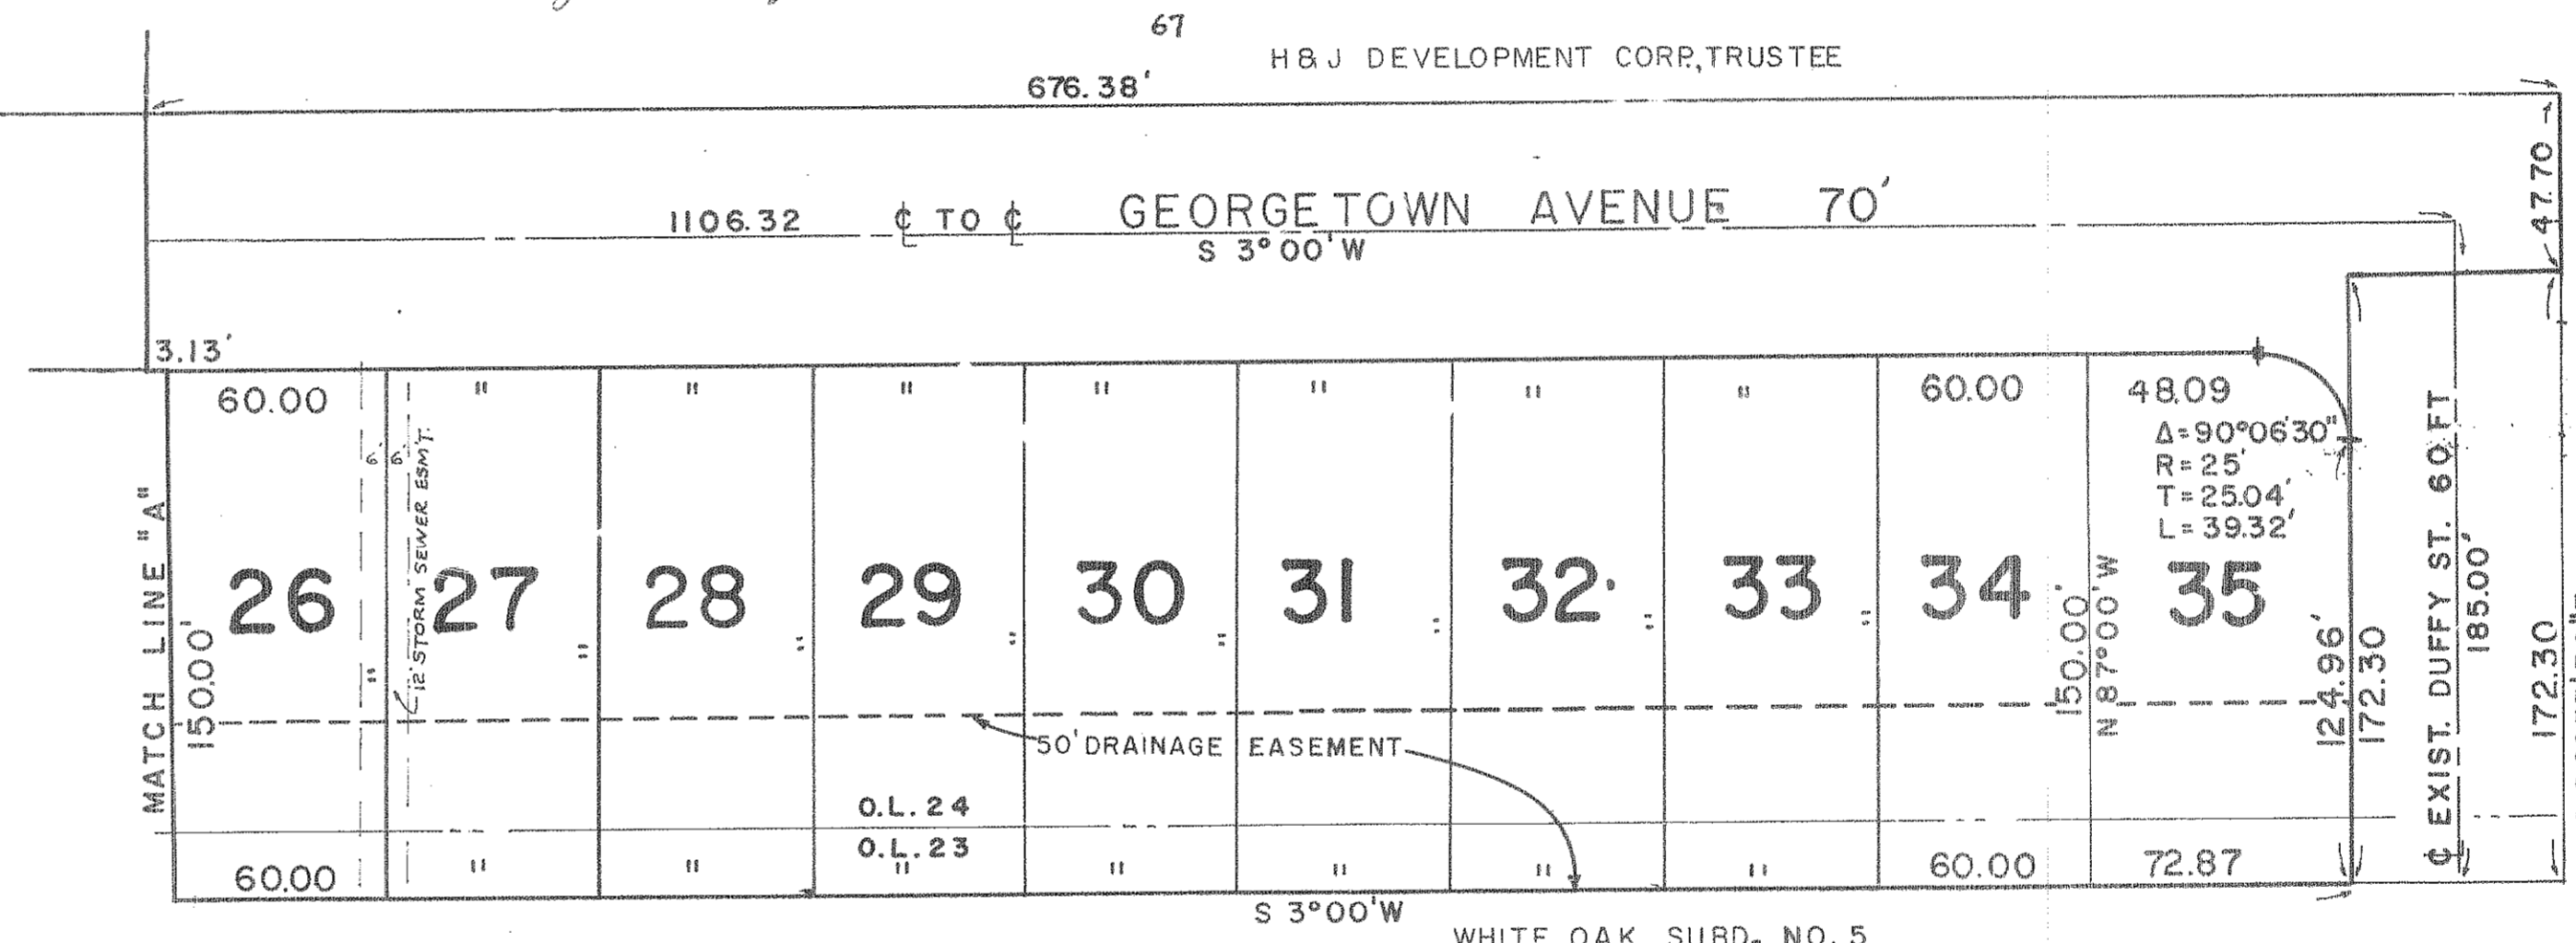 67
H & J DEVELOPMENT CORP., TRUSTEE
676.38'
47.70
1106.32 ℄ TO ℄ GEORGETOWN AVENUE 70'
S 3°00'W
3.13'
60.00 " " " " " " " 60.00 48.09
Δ=90°06'30"
R=25'
T=25.04'
L=39.32'
6' 6'
12' STORM SEWER ESM'T.
MATCH LINE "A"
150.00'
26 27 28 29 30 31 32 33 34 35
" " " " " " " "
150.00'
N 87°00'W
124.96'
172.30
℄ EXIST. DUFFY ST. 60 FT
185.00'
172.30
50' DRAINAGE EASEMENT
O.L. 24
O.L. 23
60.00 " " " " " " " 60.00 72.87
S 3°00'W
WHITE OAK SUBD. NO. 5